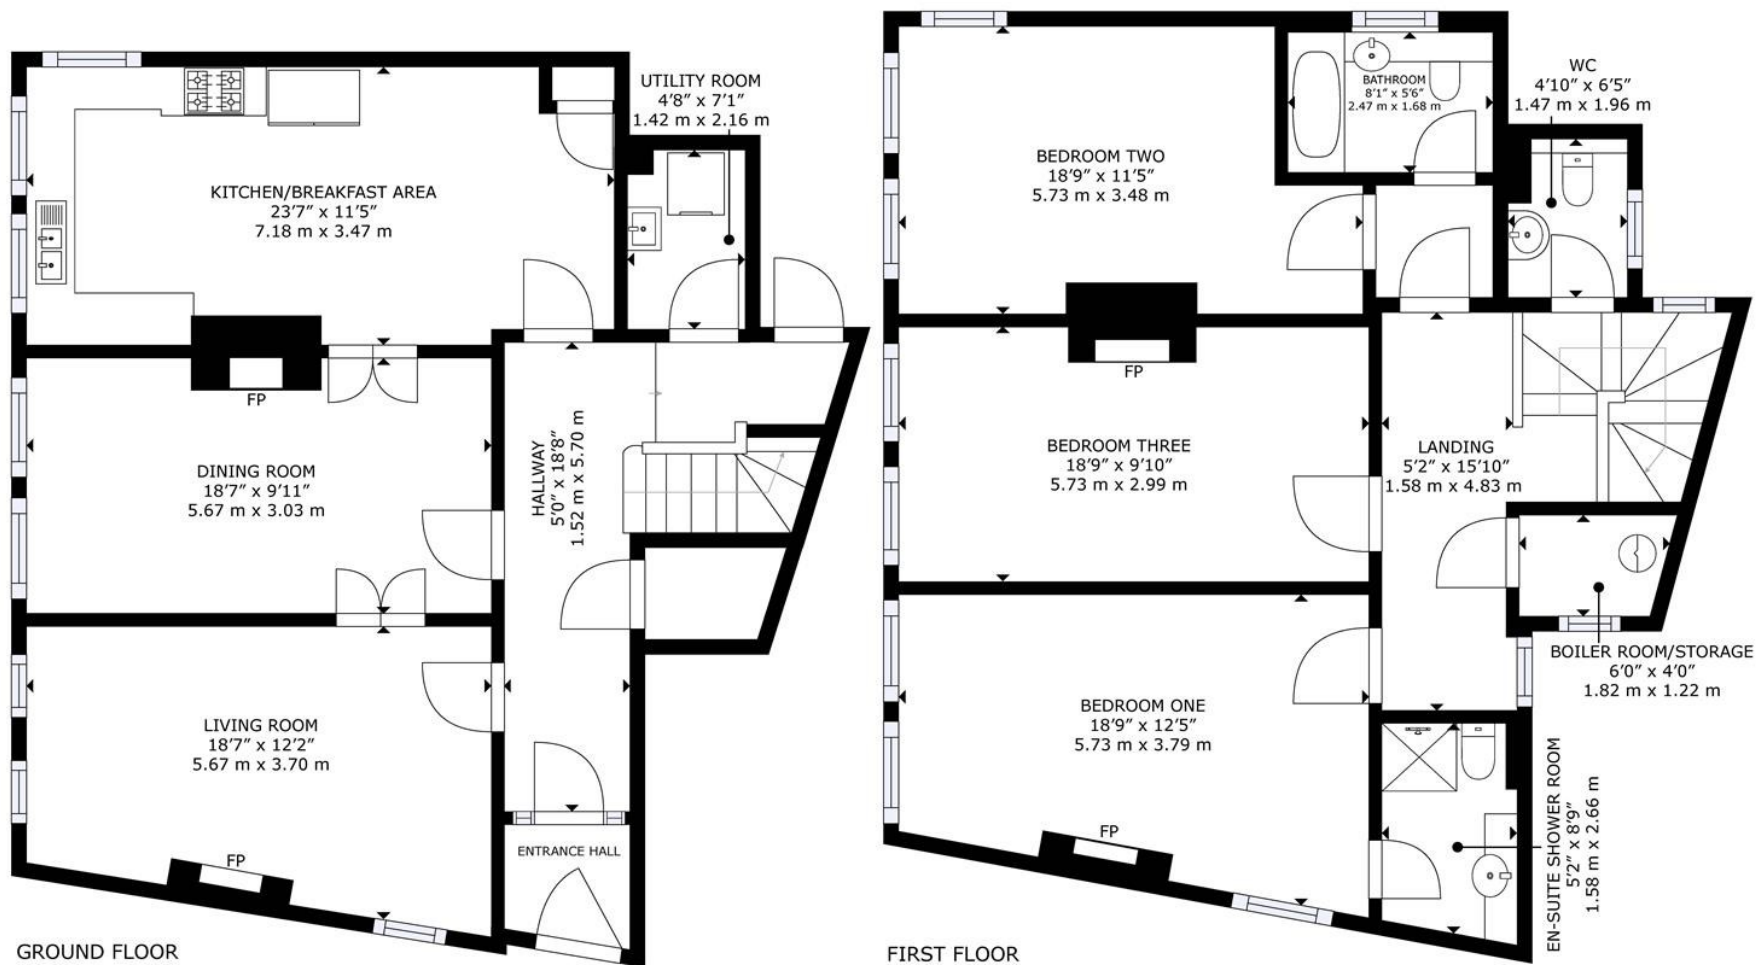 UTILITY ROOM
4'8" x 7'1"
1.42 m x 2.16 m
KITCHEN/BREAKFAST AREA
23'7" x 11'5"
7.18 m x 3.47 m
FP
DINING ROOM
18'7" x 9'11"
5.67 m x 3.03 m
HALLWAY
5'0" x 18'8"
1.52 m x 5.70 m
LIVING ROOM
18'7" x 12'2"
5.67 m x 3.70 m
FP
ENTRANCE HALL
GROUND FLOOR
BATHROOM
8'1" x 5'6"
2.47 m x 1.68 m
WC
4'10" x 6'5"
1.47 m x 1.96 m
BEDROOM TWO
18'9" x 11'5"
5.73 m x 3.48 m
FP
BEDROOM THREE
18'9" x 9'10"
5.73 m x 2.99 m
LANDING
5'2" x 15'10"
1.58 m x 4.83 m
BOILER ROOM/STORAGE
6'0" x 4'0"
1.82 m x 1.22 m
BEDROOM ONE
18'9" x 12'5"
5.73 m x 3.79 m
FP
EN-SUITE SHOWER ROOM
5'2" x 8'9"
1.58 m x 2.66 m
FIRST FLOOR